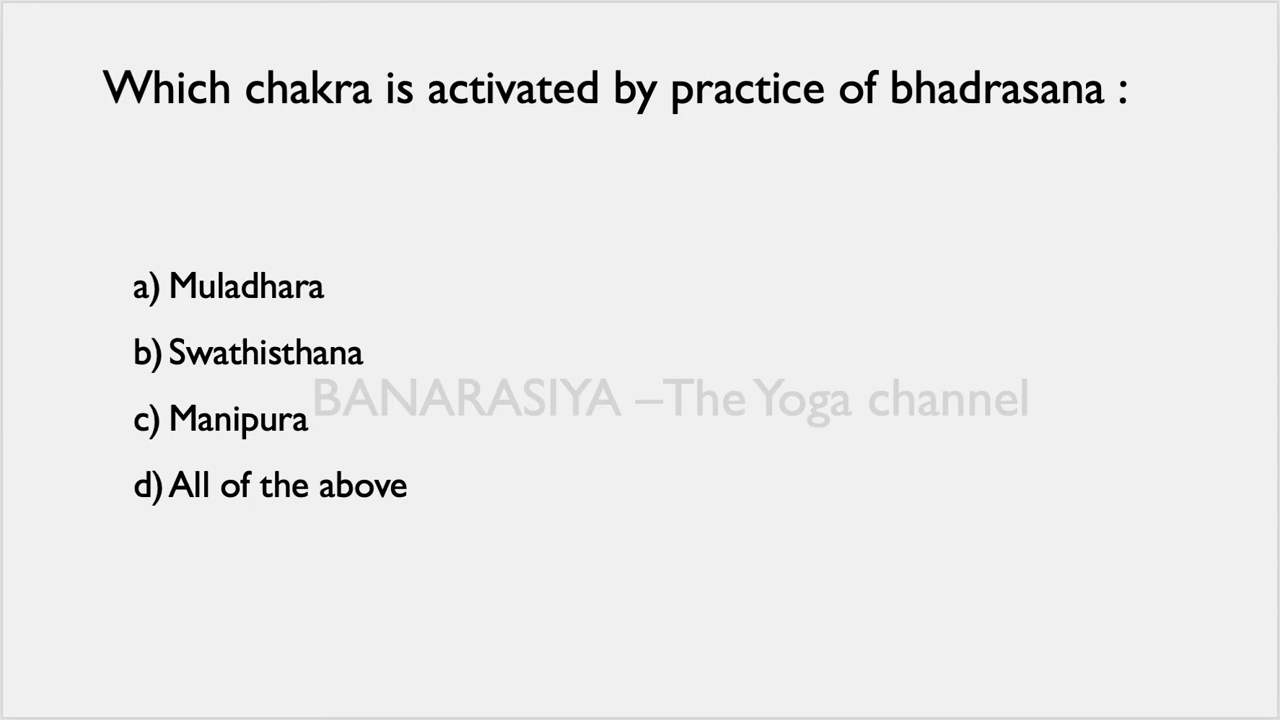 Which chakra is activated by practice of bhadrasana :
a) Muladhara
b) Swathisthana
BANARASIYA –The Yoga channel
c) Manipura
d) All of the above